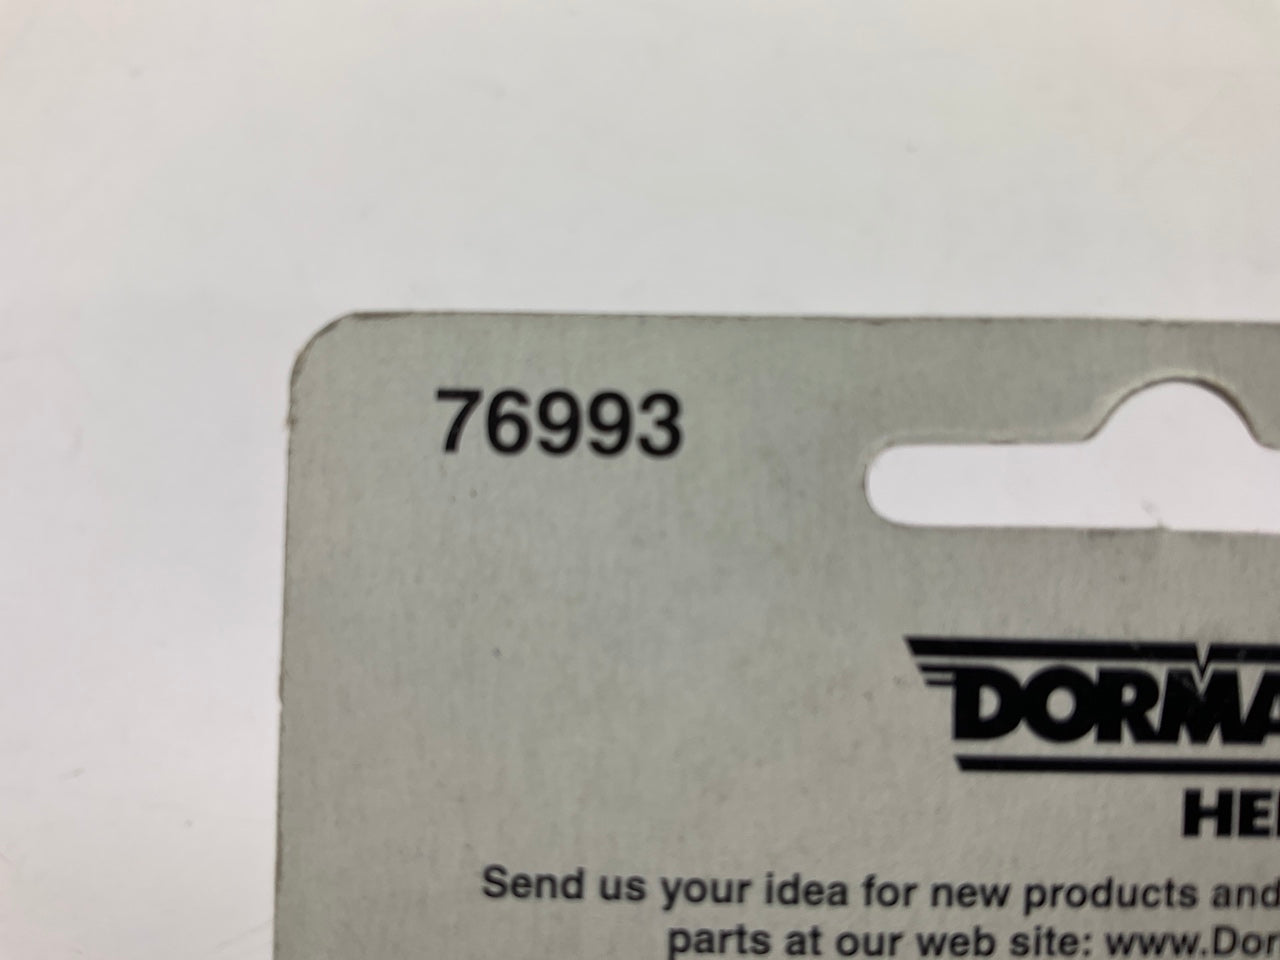 76993
DORMA
HE
Send us your idea for new products and
parts at our web site: www.Dor